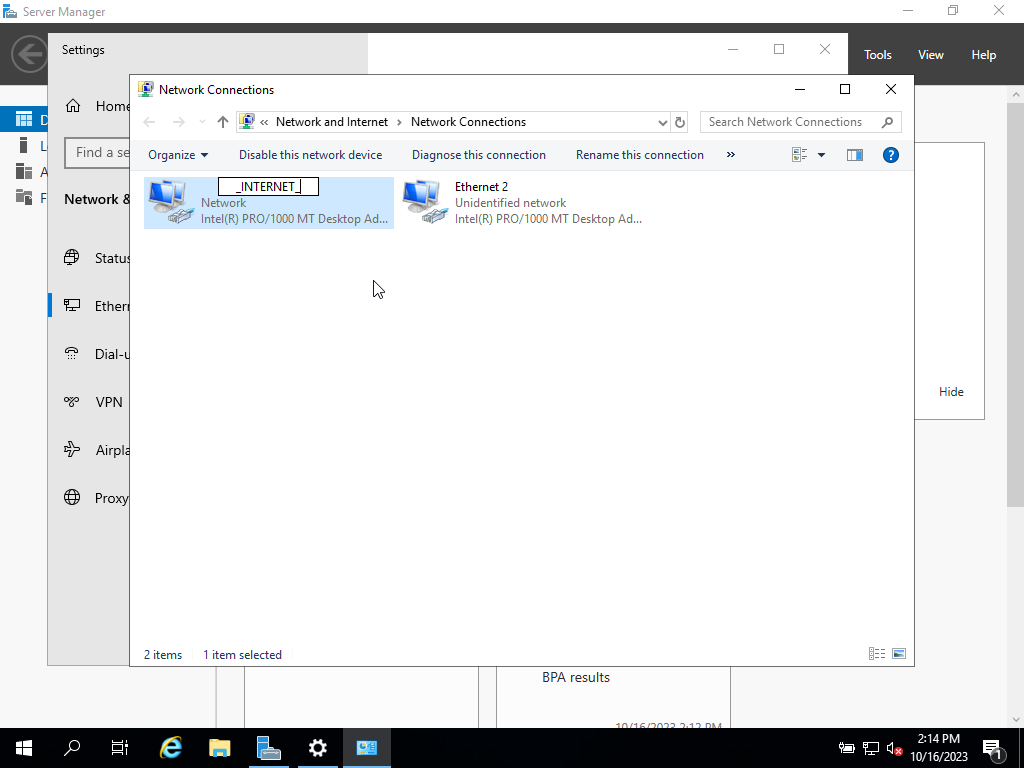 Server Manager
Settings
Tools
View
Help
Network Connections
Home
« Network and Internet > Network Connections
Search Network Connections
Find a se
Organize
Disable this network device
Diagnose this connection
Rename this connection
»
_INTERNET_
Network
Intel(R) PRO/1000 MT Desktop Ad...
Ethernet 2
Unidentified network
Intel(R) PRO/1000 MT Desktop Ad...
Network &
Status
Ethern
Dial-u
VPN
Airpla
Proxy
Hide
2 items
1 item selected
BPA results
10/16/2023 2:12 PM
2:14 PM
10/16/2023
1